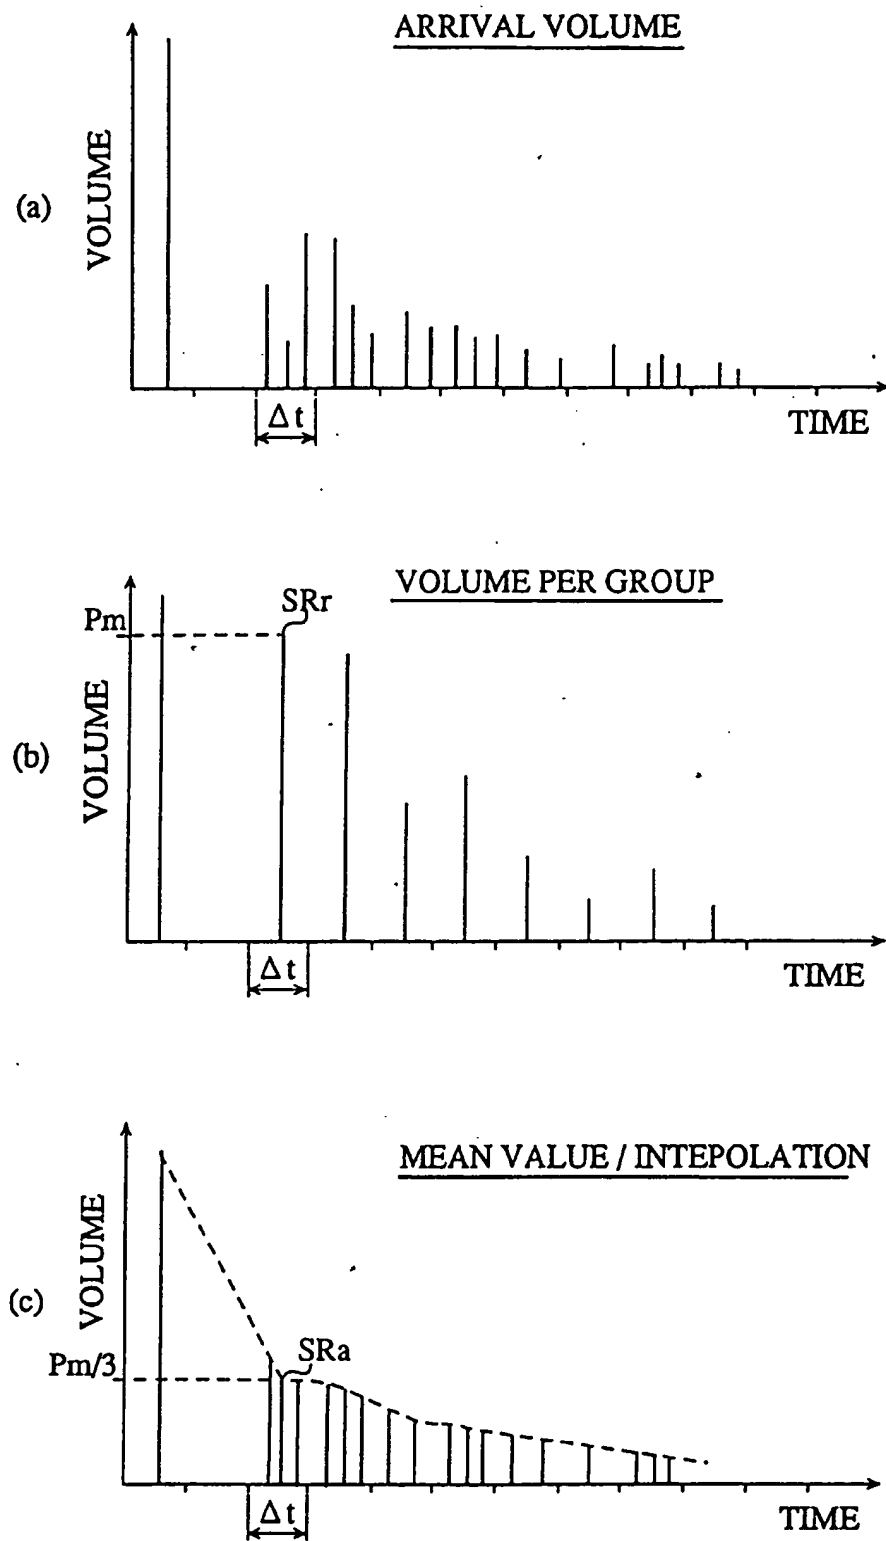 ARRIVAL VOLUME
VOLUME
(a)
Δt
TIME
VOLUME PER GROUP
SRr
Pm
VOLUME
(b)
Δt
TIME
MEAN VALUE / INTEPOLATION
VOLUME
(c)
SRa
Pm/3
Δt
TIME